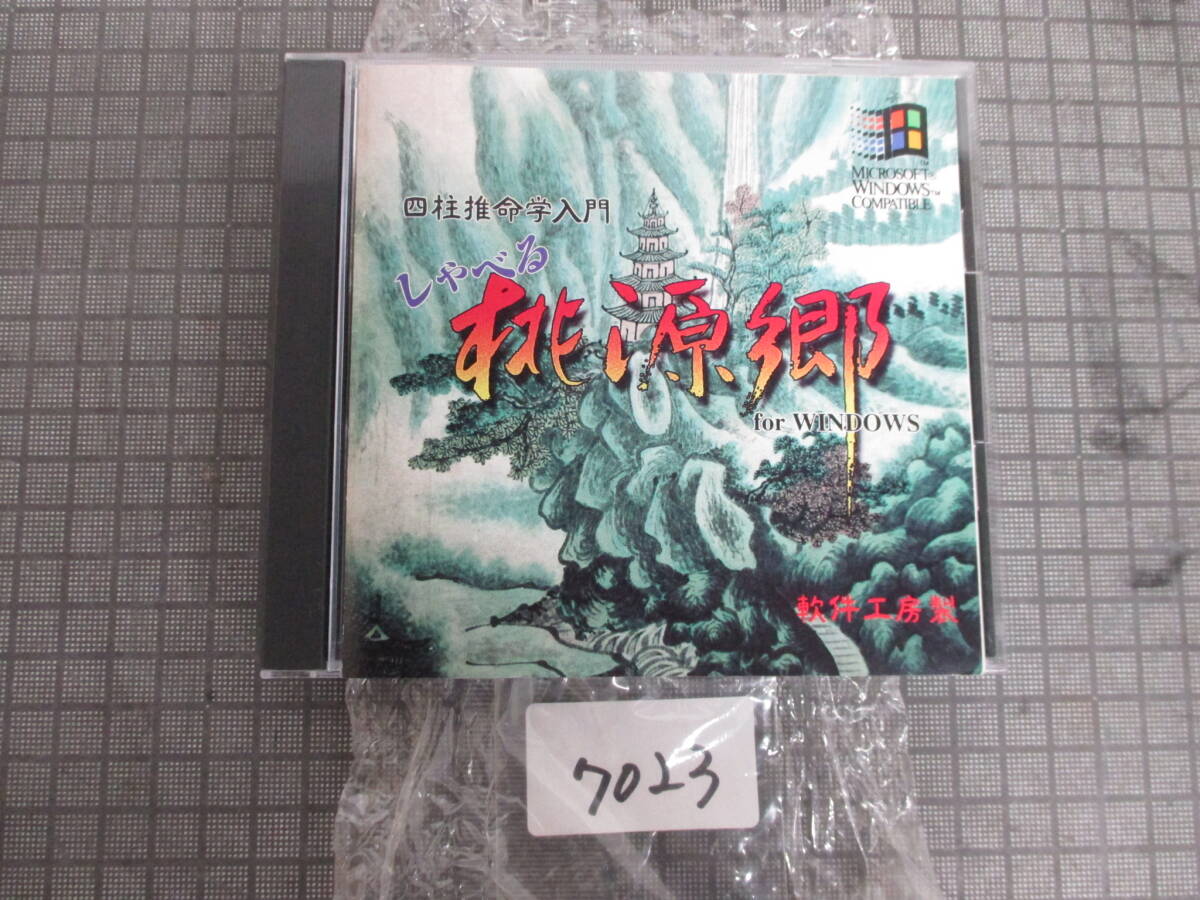 MICROSOFT®
WINDOWS™
COMPATIBLE
四柱推命学入門
しゃべる
桃源郷
for WINDOWS
軟件工房製
7023